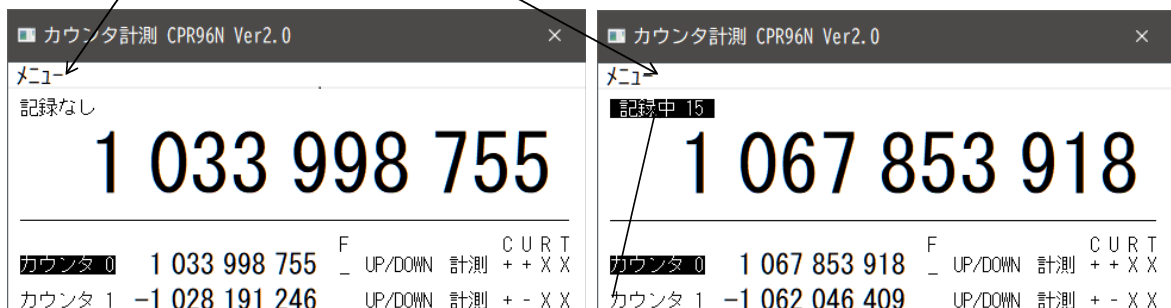 カウンタ計測 CPR96N Ver2.0 ×
メニュー
記録なし
1 033 998 755
F C U R T
カウンタ 0 1 033 998 755 _ UP/DOWN 計測 + + X X
カウンタ 1 -1 028 191 246 UP/DOWN 計測 + - X X
カウンタ計測 CPR96N Ver2.0 ×
メニュー
記録中 15
1 067 853 918
F C U R T
カウンタ 0 1 067 853 918 _ UP/DOWN 計測 + + X X
カウンタ 1 -1 062 046 409 UP/DOWN 計測 + - X X